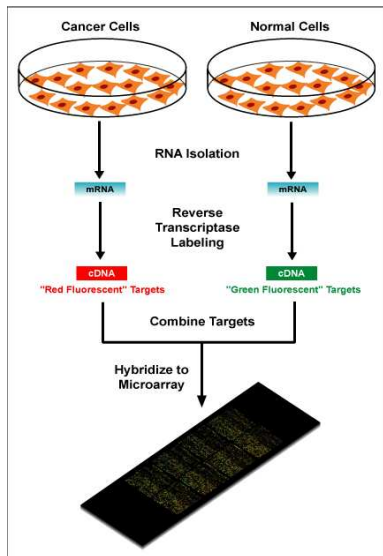 Cancer Cells
Normal Cells
RNA Isolation
mRNA
mRNA
Reverse
Transcriptase
Labeling
cDNA
cDNA
"Red Fluorescent" Targets
"Green Fluorescent" Targets
Combine Targets
Hybridize to
Microarray